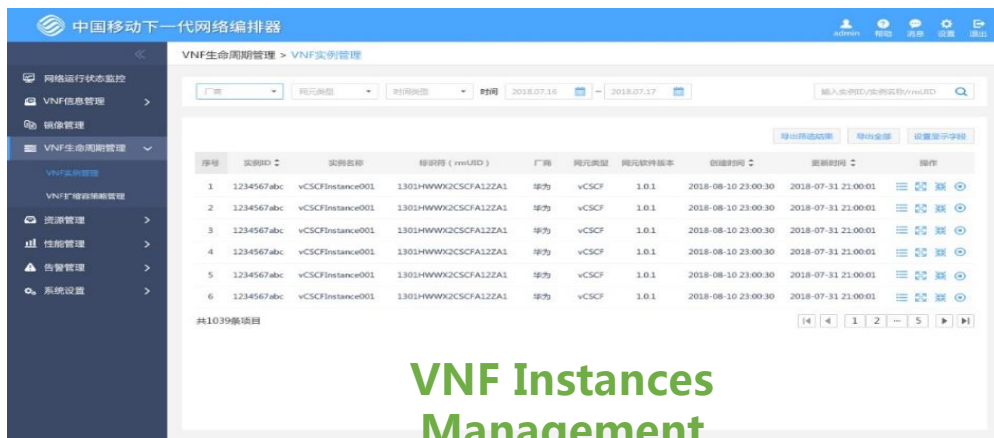 中国移动下一代网络编排器
admin 帮助 消息 设置 退出
VNF生命周期管理 > VNF实例管理
网络运行状态监控
VNF信息管理
镜像管理
VNF生命周期管理
VNF实例管理
VNF扩缩容策略管理
资源管理
性能管理
告警管理
系统设置
厂商 网元类型 时间类型 时间 2018.07.16 – 2018.07.17 输入实例ID/实例名称/rmUID
导出筛选结果 导出全部 设置显示字段
序号 实例ID 实例名称 标识符（rmUID） 厂商 网元类型 网元软件版本 创建时间 更新时间 操作
1 1234567abc vCSCFInstance001 1301HWWX2CSCFA12ZA1 华为 vCSCF 1.0.1 2018-08-10 23:00:30 2018-07-31 21:00:01
2 1234567abc vCSCFInstance001 1301HWWX2CSCFA12ZA1 华为 vCSCF 1.0.1 2018-08-10 23:00:30 2018-07-31 21:00:01
3 1234567abc vCSCFInstance001 1301HWWX2CSCFA12ZA1 华为 vCSCF 1.0.1 2018-08-10 23:00:30 2018-07-31 21:00:01
4 1234567abc vCSCFInstance001 1301HWWX2CSCFA12ZA1 华为 vCSCF 1.0.1 2018-08-10 23:00:30 2018-07-31 21:00:01
5 1234567abc vCSCFInstance001 1301HWWX2CSCFA12ZA1 华为 vCSCF 1.0.1 2018-08-10 23:00:30 2018-07-31 21:00:01
6 1234567abc vCSCFInstance001 1301HWWX2CSCFA12ZA1 华为 vCSCF 1.0.1 2018-08-10 23:00:30 2018-07-31 21:00:01
共1039条项目 1 2 ··· 5
VNF Instances
Management